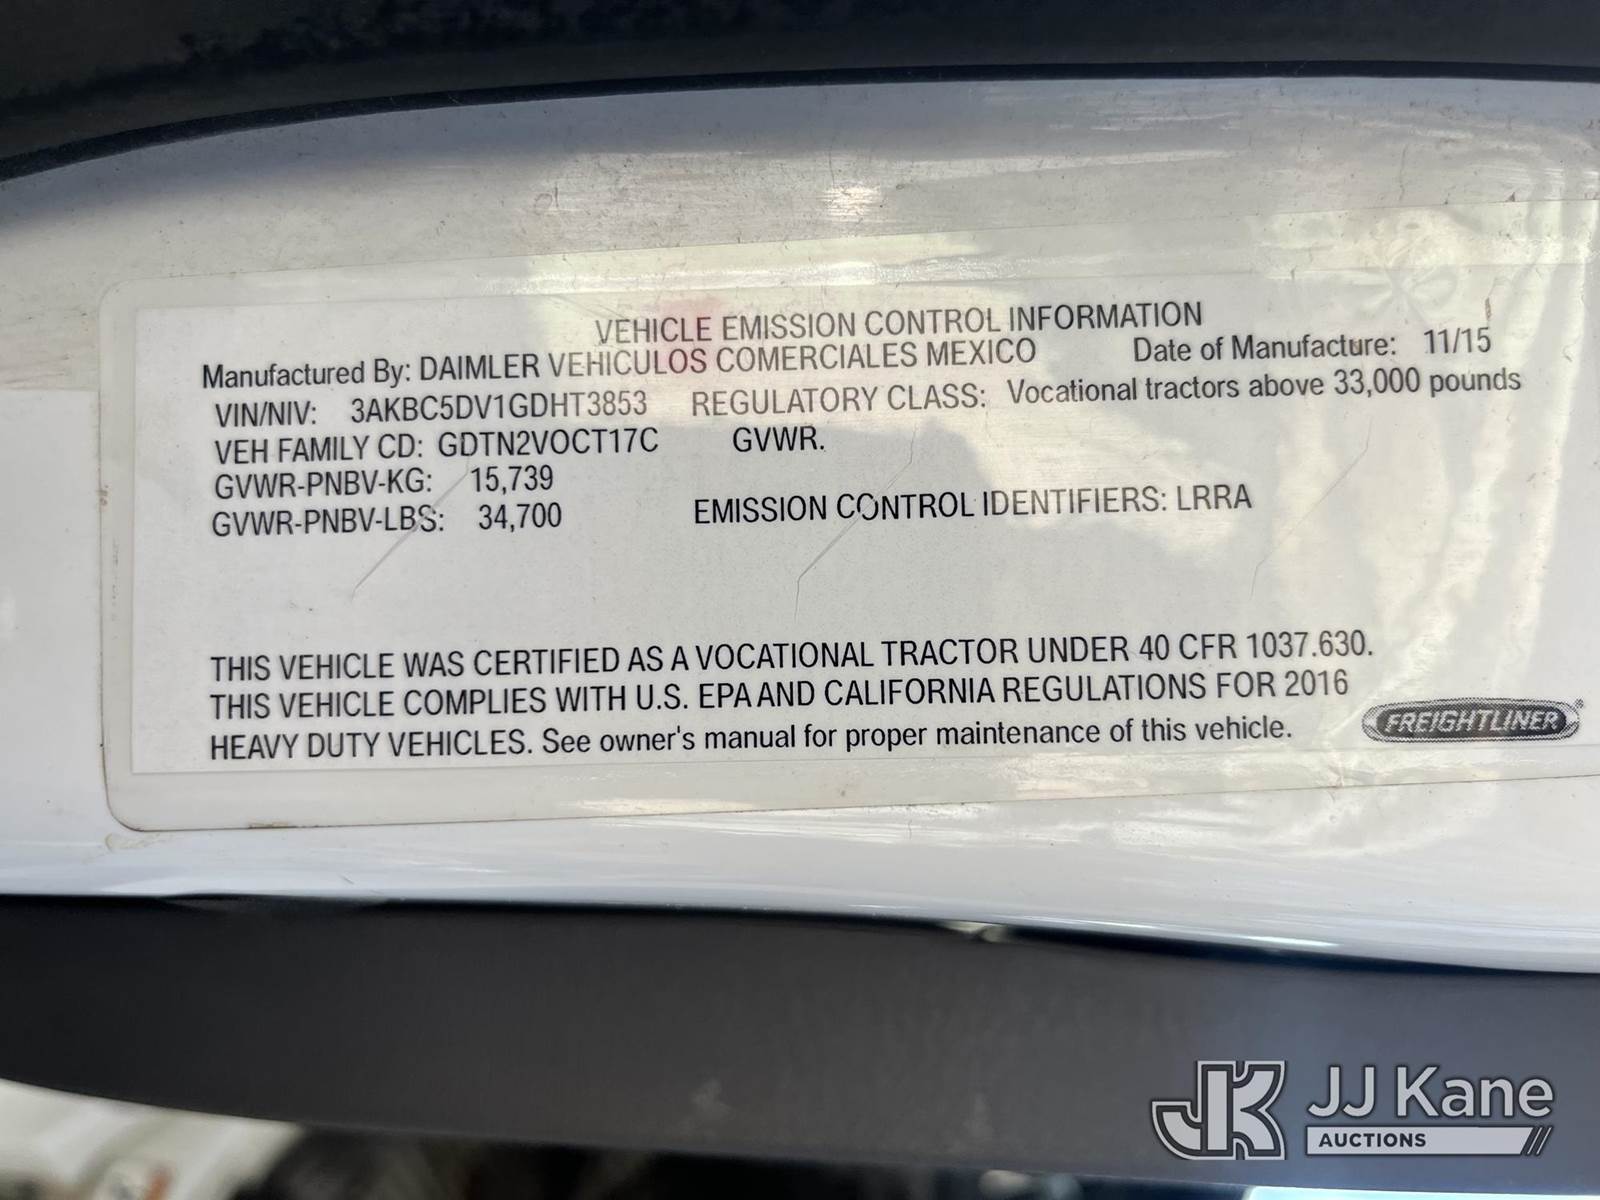 VEHICLE EMISSION CONTROL INFORMATION
Manufactured By: DAIMLER VEHICULOS COMERCIALES MEXICO Date of Manufacture: 11/15
VIN/NIV: 3AKBC5DV1GDHT3853 REGULATORY CLASS: Vocational tractors above 33,000 pounds
VEH FAMILY CD: GDTN2VOCT17C GVWR.
GVWR-PNBV-KG: 15,739
GVWR-PNBV-LBS: 34,700 EMISSION CONTROL IDENTIFIERS: LRRA
THIS VEHICLE WAS CERTIFIED AS A VOCATIONAL TRACTOR UNDER 40 CFR 1037.630.
THIS VEHICLE COMPLIES WITH U.S. EPA AND CALIFORNIA REGULATIONS FOR 2016
HEAVY DUTY VEHICLES. See owner's manual for proper maintenance of this vehicle.
FREIGHTLINER®
JK JJ Kane
AUCTIONS